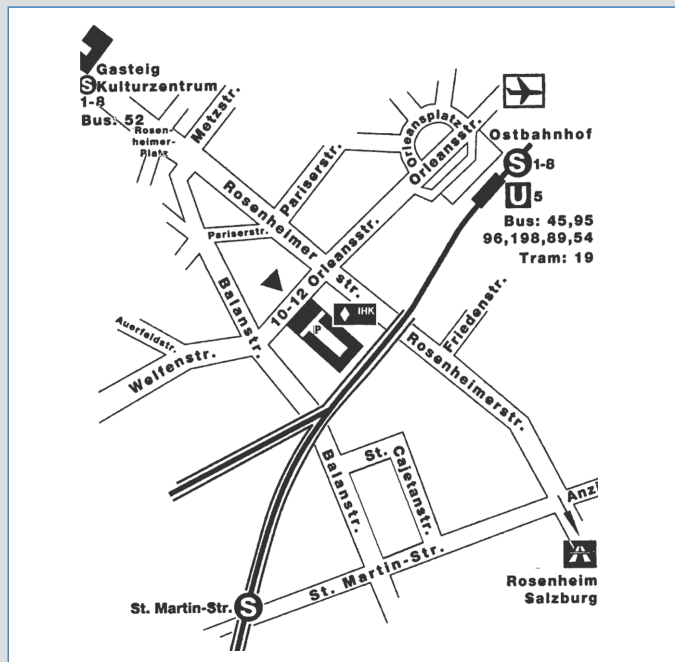 Gasteig
S Kulturzentrum
1-8
Bus: 52
Rosen-
heimer-
Platz
Metzstr.
Orleansplatz
Orleansstr.
Ostbahnhof
S 1-8
U 5
Bus: 45,95
96,198,89,54
Tram: 19
Pariserstr.
Rosenheimer
str.
Pariserstr.
10-12 Orleansstr.
Balanstr.
IHK
P
Friedenstr.
Auerfeldstr.
Welfenstr.
Rosenheimerstr.
St. Cajetanstr.
Balanstr.
Anzi
St. Martin-Str.
Rosenheim
Salzburg
St. Martin-Str. S